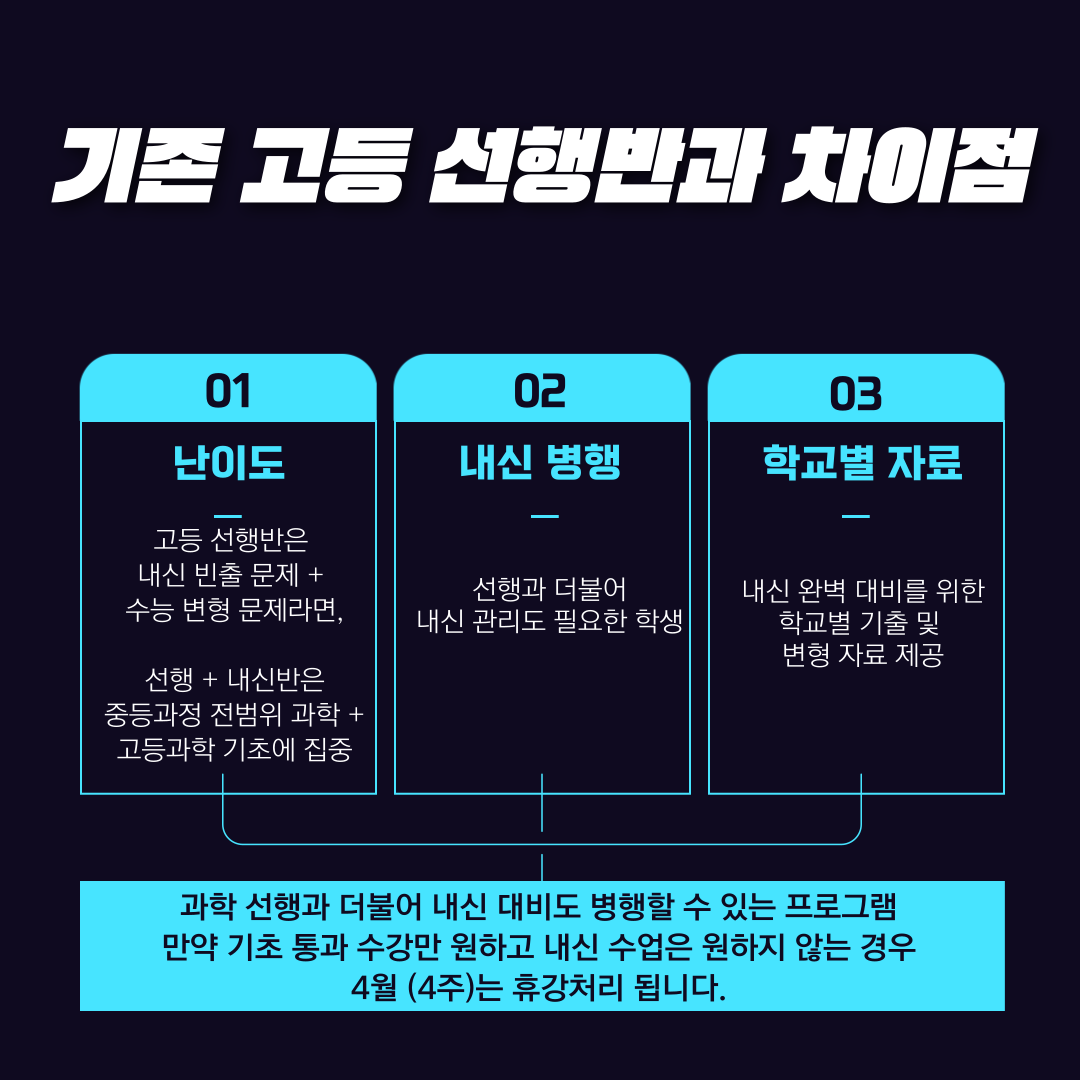 기존 고등 선행반과 차이점
01
난이도
고등 선행반은
내신 빈출 문제 +
수능 변형 문제라면,
선행 + 내신반은
중등과정 전범위 과학 +
고등과학 기초에 집중
02
내신 병행
선행과 더불어
내신 관리도 필요한 학생
03
학교별 자료
내신 완벽 대비를 위한
학교별 기출 및
변형 자료 제공
과학 선행과 더불어 내신 대비도 병행할 수 있는 프로그램
만약 기초 통과 수강만 원하고 내신 수업은 원하지 않는 경우
4월 (4주)는 휴강처리 됩니다.